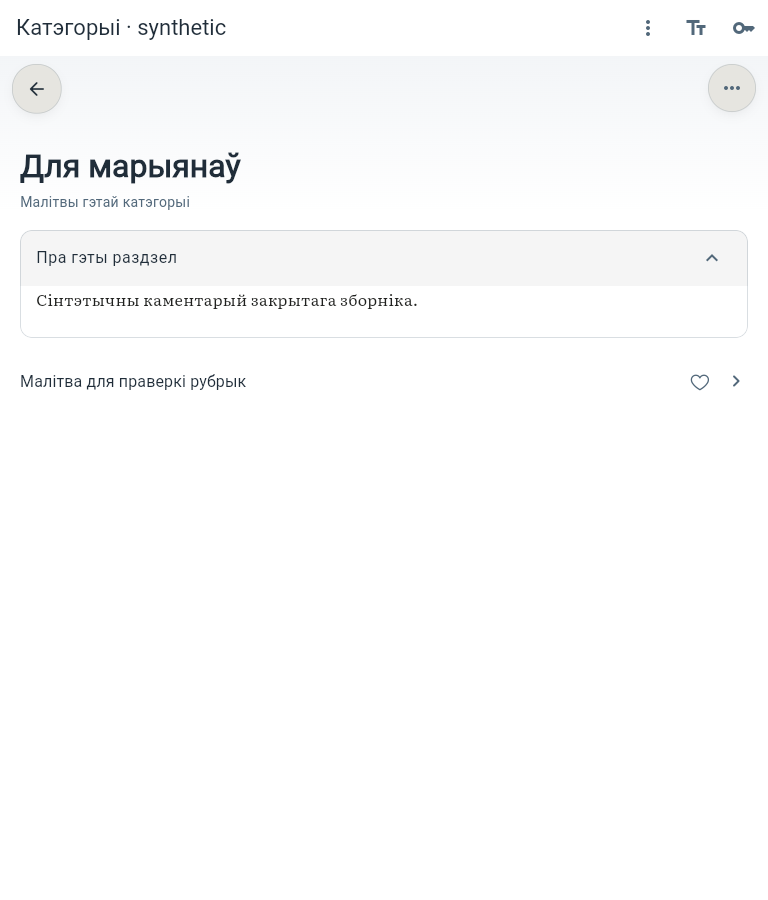 Катэгорыі · synthetic
Для марыянаў
Малітвы гэтай катэгорыі
Пра гэты раздзел
Сінтэтычны каментарый закрытага зборніка.
Малітва для праверкі рубрык